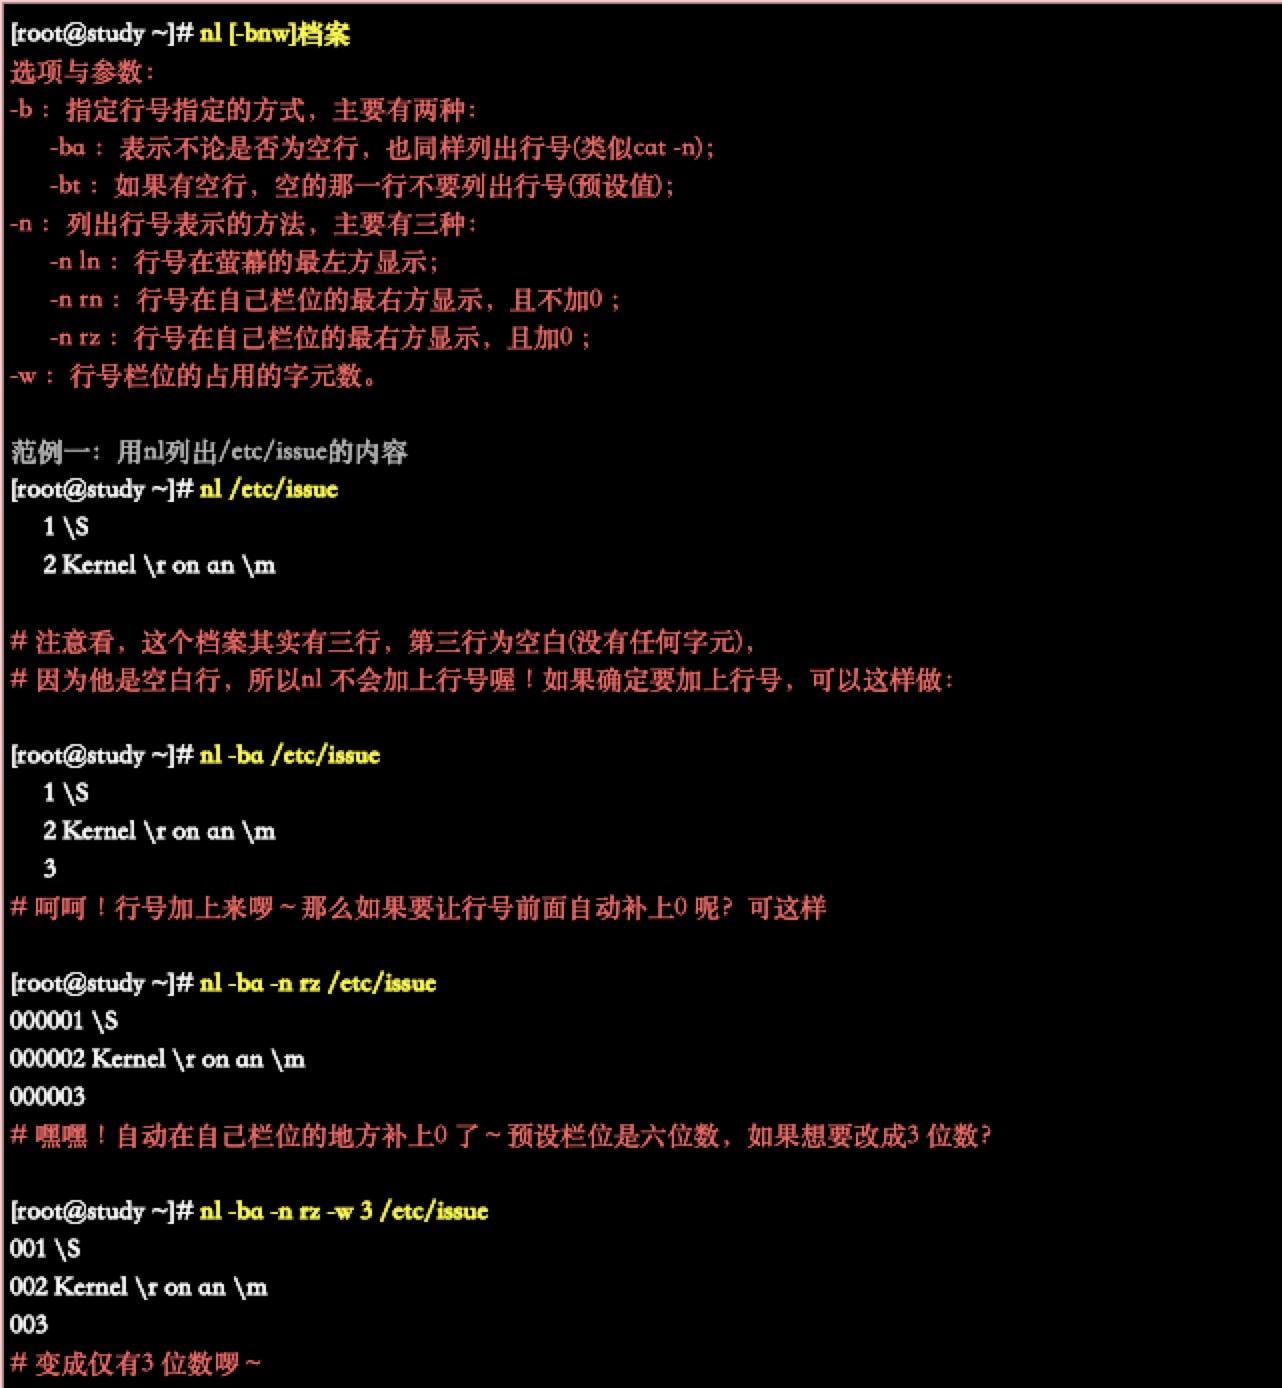 [root@study ~]# nl [-bnw]档案
选项与参数：
-b ：指定行号指定的方式，主要有两种：
-ba ：表示不论是否为空行，也同样列出行号(类似cat -n)；
-bt ：如果有空行，空的那一行不要列出行号(预设值)；
-n ：列出行号表示的方法，主要有三种：
-n ln ：行号在萤幕的最左方显示；
-n rn ：行号在自己栏位的最右方显示，且不加0 ；
-n rz ：行号在自己栏位的最右方显示，且加0 ；
-w ：行号栏位的占用的字元数。
范例一：用nl列出/etc/issue的内容
[root@study ~]# nl /etc/issue
1 \S
2 Kernel \r on an \m
# 注意看，这个档案其实有三行，第三行为空白(没有任何字元)，
# 因为他是空白行，所以nl 不会加上行号喔！如果确定要加上行号，可以这样做：
[root@study ~]# nl -ba /etc/issue
1 \S
2 Kernel \r on an \m
3
# 呵呵！行号加上来啰～那么如果要让行号前面自动补上0 呢？可这样
[root@study ~]# nl -ba -n rz /etc/issue
000001 \S
000002 Kernel \r on an \m
000003
# 嘿嘿！自动在自己栏位的地方补上0 了～预设栏位是六位数，如果想要改成3 位数？
[root@study ~]# nl -ba -n rz -w 3 /etc/issue
001 \S
002 Kernel \r on an \m
003
# 变成仅有3 位数啰～